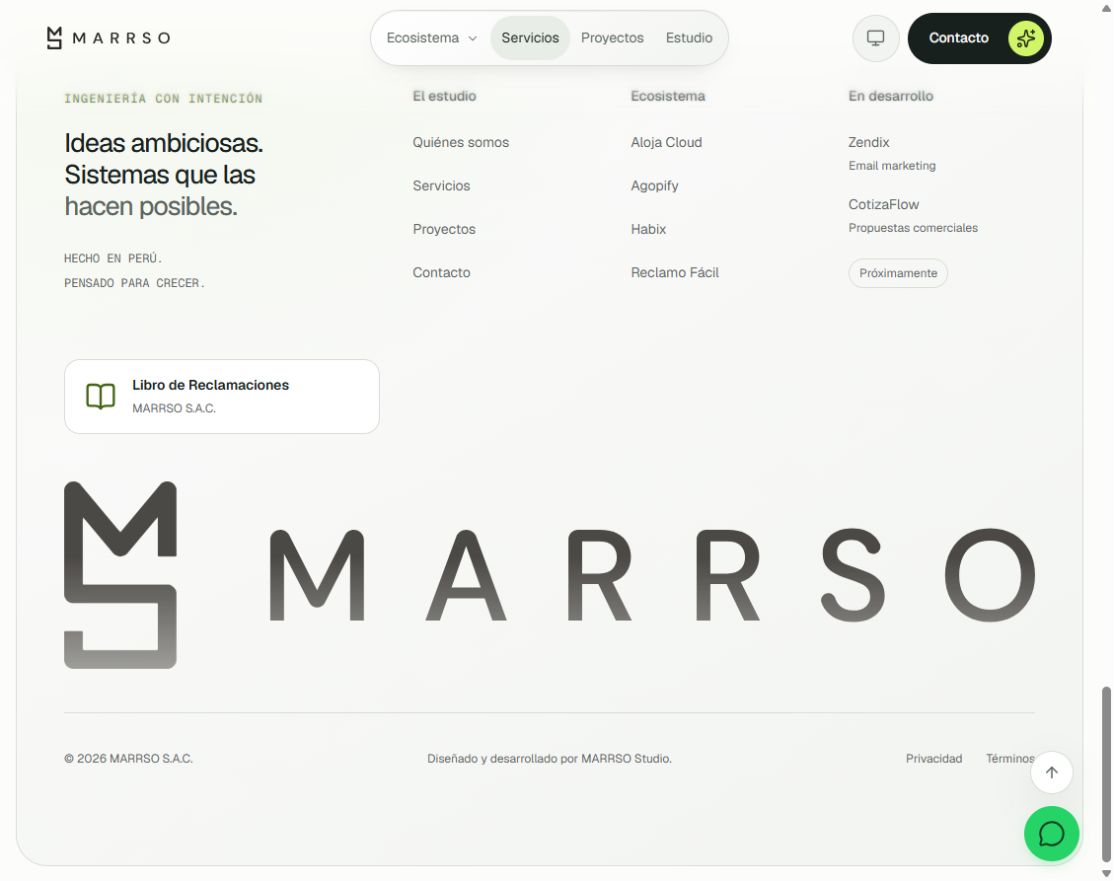 MARRSO
Ecosistema
Servicios
Proyectos
Estudio
Contacto
INGENIERÍA CON INTENCIÓN
Ideas ambiciosas.
Sistemas que las
hacen posibles.
HECHO EN PERÚ.
PENSADO PARA CRECER.
El estudio
Quiénes somos
Servicios
Proyectos
Contacto
Ecosistema
Aloja Cloud
Agopify
Habix
Reclamo Fácil
En desarrollo
Zendix
Email marketing
CotizaFlow
Propuestas comerciales
Próximamente
Libro de Reclamaciones
MARRSO S.A.C.
MARRSO
© 2026 MARRSO S.A.C.
Diseñado y desarrollado por MARRSO Studio.
Privacidad
Términos